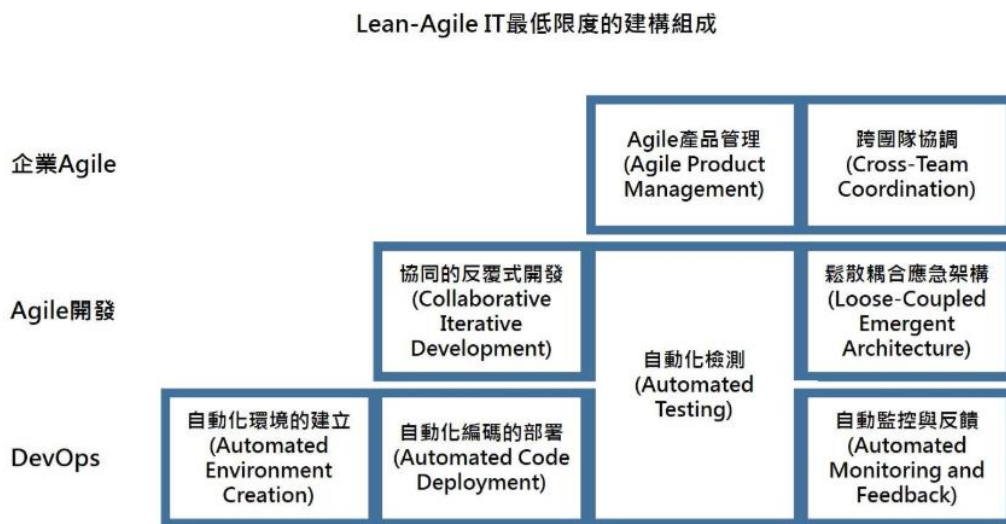 Lean-Agile IT最低限度的建構組成
企業Agile
Agile產品管理
(Agile Product
Management)
跨團隊協調
(Cross-Team
Coordination)
Agile開發
協同的反覆式開發
(Collaborative
Iterative
Development)
自動化檢測
(Automated
Testing)
鬆散耦合應急架構
(Loose-Coupled
Emergent
Architecture)
DevOps
自動化環境的建立
(Automated
Environment
Creation)
自動化編碼的部署
(Automated Code
Deployment)
自動監控與反饋
(Automated
Monitoring and
Feedback)